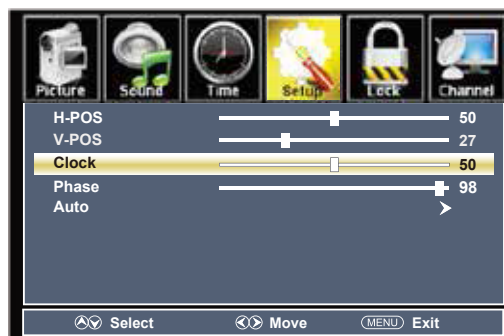 Picture Sound Time Setup Lock Channel
H-POS 50
V-POS 27
Clock 50
Phase 98
Auto
Select Move MENU Exit